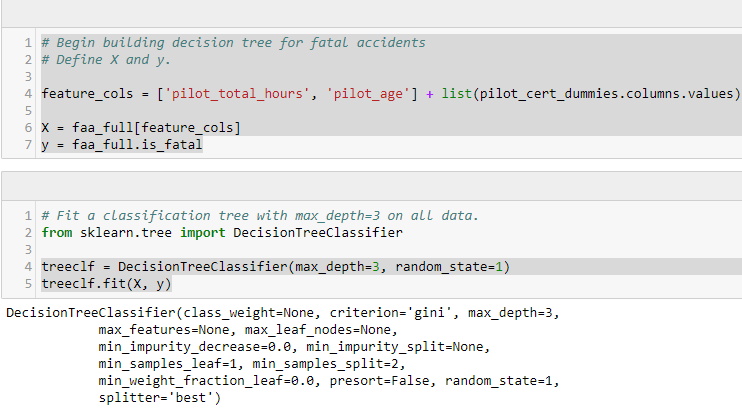 1 # Begin building decision tree for fatal accidents
2 # Define X and y.
3
4 feature_cols = ['pilot_total_hours', 'pilot_age'] + list(pilot_cert_dummies.columns.values)
5
6 X = faa_full[feature_cols]
7 y = faa_full.is_fatal
1 # Fit a classification tree with max_depth=3 on all data.
2 from sklearn.tree import DecisionTreeClassifier
3
4 treeclf = DecisionTreeClassifier(max_depth=3, random_state=1)
5 treeclf.fit(X, y)
DecisionTreeClassifier(class_weight=None, criterion='gini', max_depth=3,
            max_features=None, max_leaf_nodes=None,
            min_impurity_decrease=0.0, min_impurity_split=None,
            min_samples_leaf=1, min_samples_split=2,
            min_weight_fraction_leaf=0.0, presort=False, random_state=1,
            splitter='best')